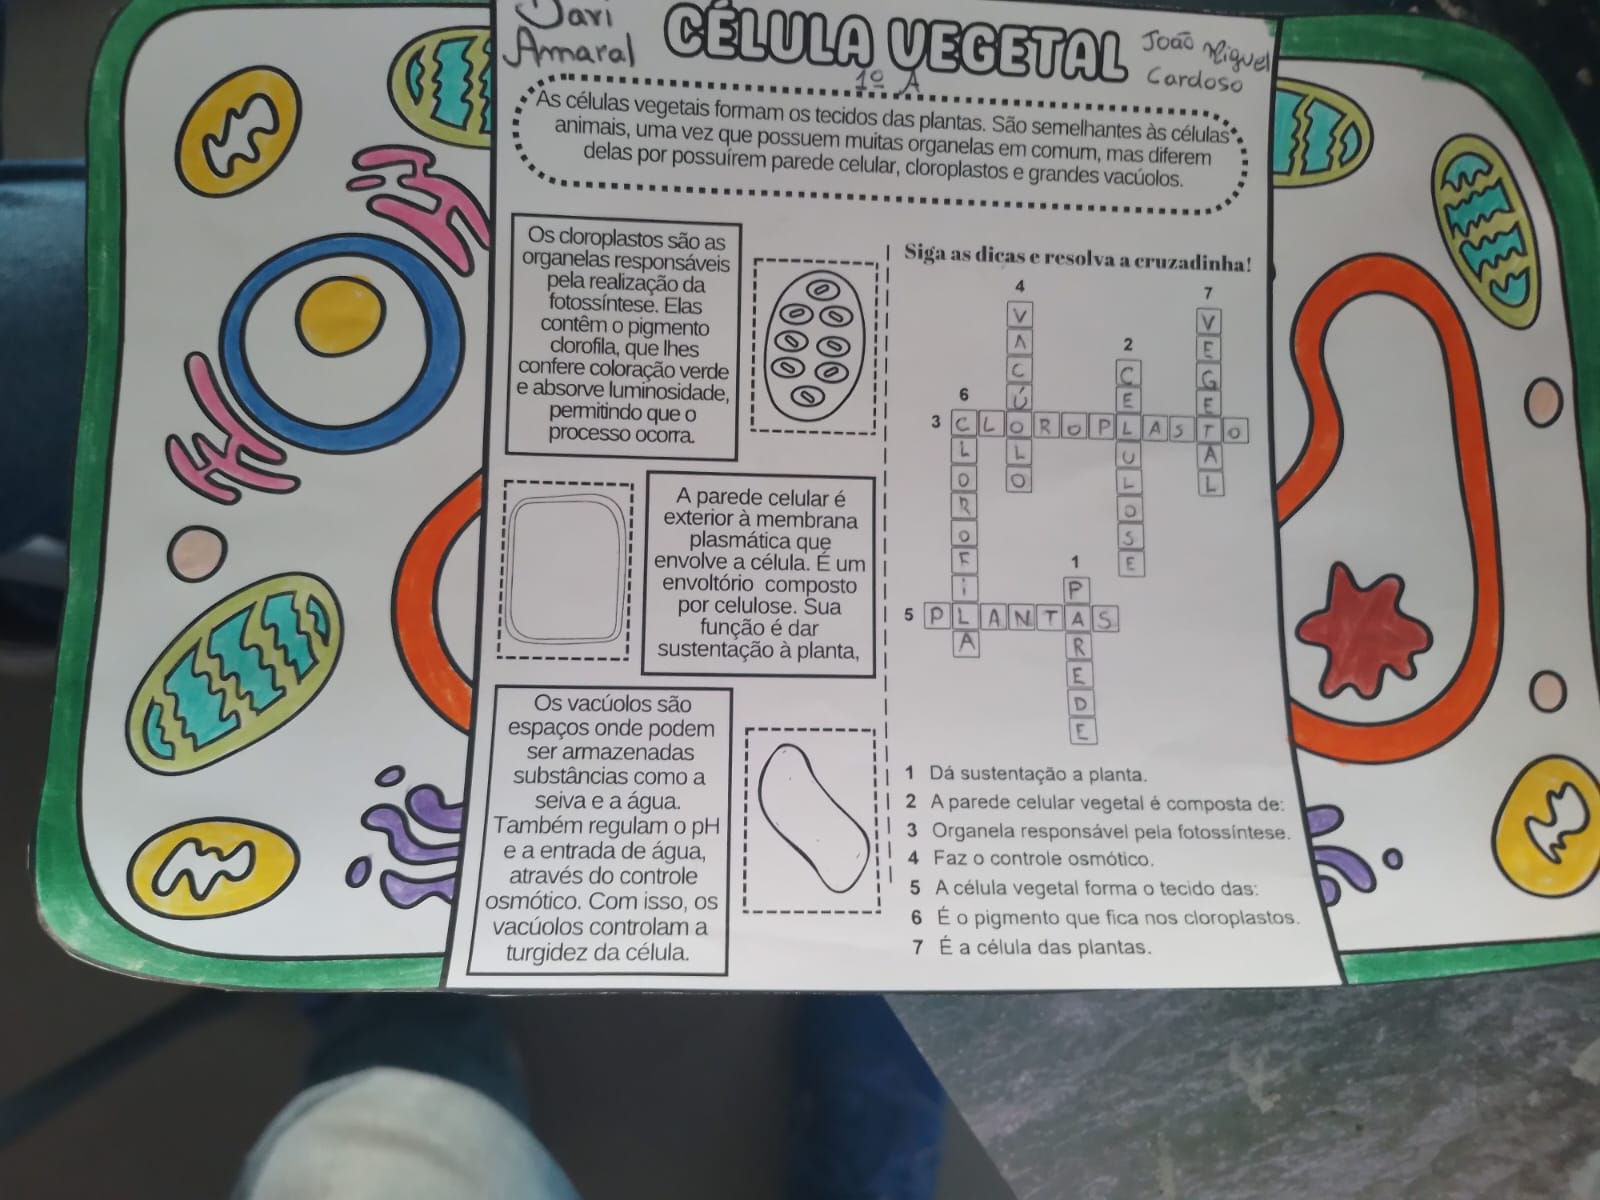 Davi
Amaral
CÉLULA VEGETAL
João Miguel
Cardoso
1º A
As células vegetais formam os tecidos das plantas. São semelhantes às células
animais, uma vez que possuem muitas organelas em comum, mas diferem
delas por possuírem parede celular, cloroplastos e grandes vacúolos.
Os cloroplastos são as
organelas responsáveis
pela realização da
fotossíntese. Elas
contêm o pigmento
clorofila, que lhes
confere coloração verde
e absorve luminosidade,
permitindo que o
processo ocorra.
A parede celular é
exterior à membrana
plasmática que
envolve a célula. É um
envoltório composto
por celulose. Sua
função é dar
sustentação à planta,
Os vacúolos são
espaços onde podem
ser armazenadas
substâncias como a
seiva e a água.
Também regulam o pH
e a entrada de água,
através do controle
osmótico. Com isso, os
vacúolos controlam a
turgidez da célula.
Siga as dicas e resolva a cruzadinha!
4 VACÚOLO
7 VEGETAL
2 CELULOSE
6 CLOROFILA
3 CLOROPLASTO
1 PAREDE
5 PLANTAS
1 Dá sustentação a planta.
2 A parede celular vegetal é composta de:
3 Organela responsável pela fotossíntese.
4 Faz o controle osmótico.
5 A célula vegetal forma o tecido das:
6 É o pigmento que fica nos cloroplastos.
7 É a célula das plantas.